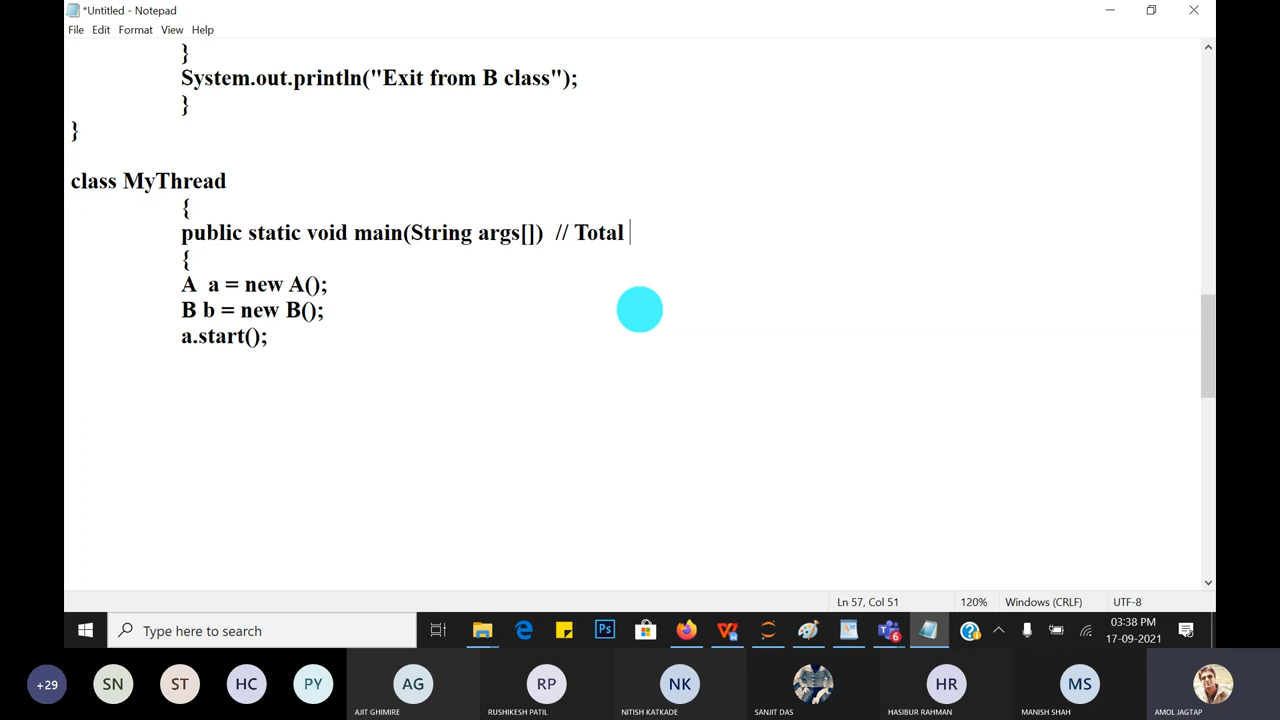 *Untitled - Notepad
File Edit Format View Help
}
System.out.println("Exit from B class");
}
}
class MyThread
{
public static void main(String args[])  // Total
{
A  a = new A();
B b = new B();
a.start();
Ln 57, Col 51 120% Windows (CRLF) UTF-8
Type here to search
Ps
W
6
03:38 PM
17-09-2021
+29 SN ST HC PY AG RP NK HR MS
AJIT GHIMIRE RUSHIKESH PATIL NITISH KATKADE SANJIT DAS HASIBUR RAHMAN MANISH SHAH AMOL JAGTAP